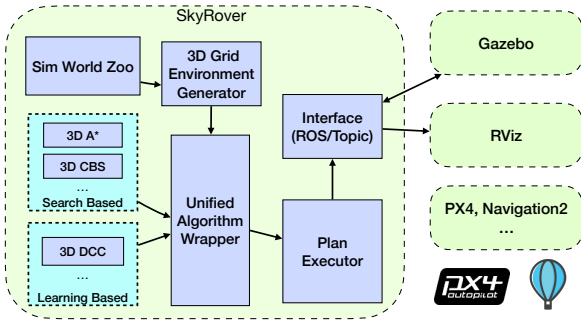 SkyRover
Sim World Zoo
3D Grid
Environment
Generator
3D A*
3D CBS
...
Search Based
3D DCC
...
Learning Based
Unified
Algorithm
Wrapper
Interface
(ROS/Topic)
Plan
Executor
Gazebo
RViz
PX4, Navigation2
...
px4
autopilot